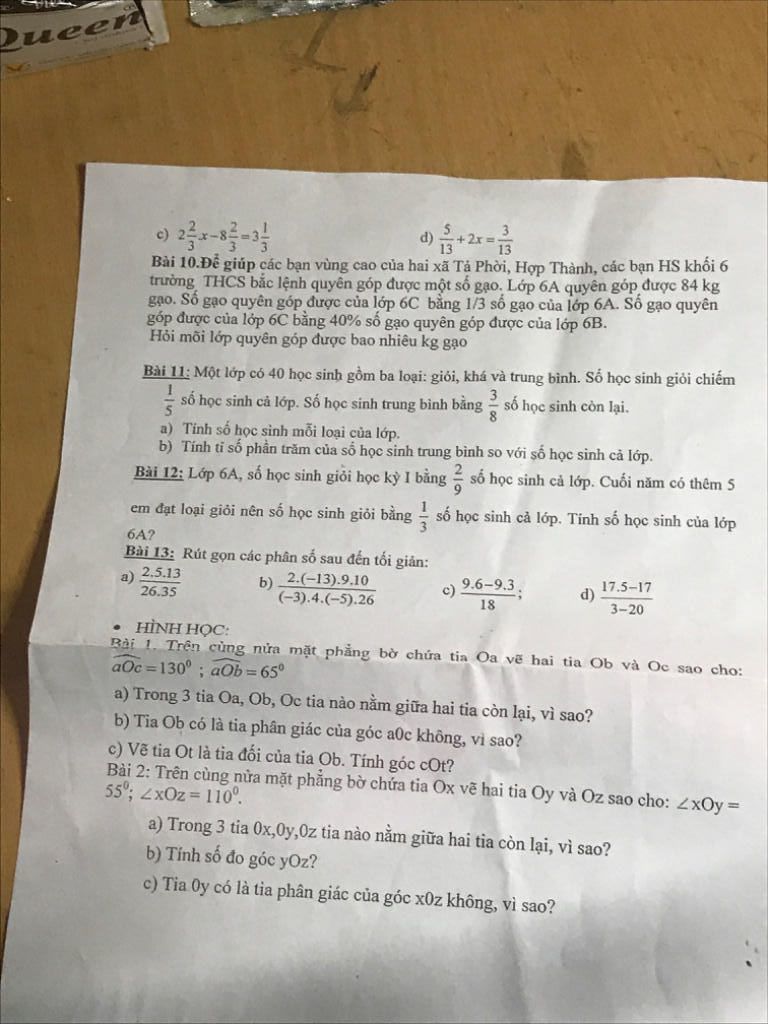 Queen
c) 2 2/3 .x − 8 2/3 = 3 1/3 d) 5/13 + 2x = 3/13
Bài 10.Để giúp các bạn vùng cao của hai xã Tả Phời, Hợp Thành, các bạn HS khối 6
trường THCS bắc lệnh quyên góp được một số gạo. Lớp 6A quyên góp được 84 kg
gạo. Số gạo quyên góp được của lớp 6C bằng 1/3 số gạo của lớp 6A. Số gạo quyên
góp được của lớp 6C bằng 40% số gạo quyên góp được của lớp 6B.
Hỏi mõi lớp quyên góp được bao nhiêu kg gạo
Bài 11: Một lớp có 40 học sinh gồm ba loại: giỏi, khá và trung bình. Số học sinh giỏi chiếm
1/5 số học sinh cả lớp. Số học sinh trung bình bằng 3/8 số học sinh còn lại.
a) Tính số học sinh mỗi loại của lớp.
b) Tính tỉ số phần trăm của số học sinh trung bình so với số học sinh cả lớp.
Bài 12: Lớp 6A, số học sinh giỏi học kỳ I bằng 2/9 số học sinh cả lớp. Cuối năm có thêm 5
em đạt loại giỏi nên số học sinh giỏi bằng 1/3 số học sinh cả lớp. Tính số học sinh của lớp
6A?
Bài 13: Rút gọn các phân số sau đến tối giản:
a) 2.5.13/26.35 b) 2.(−13).9.10/(−3).4.(−5).26 c) 9.6−9.3/18 ; d) 17.5−17/3−20
• HÌNH HỌC:
Bài 1. Trên cùng nửa mặt phẳng bờ chứa tia Oa vẽ hai tia Ob và Oc sao cho:
aOc = 130⁰ ; aOb = 65⁰
a) Trong 3 tia Oa, Ob, Oc tia nào nằm giữa hai tia còn lại, vì sao?
b) Tia Ob có là tia phân giác của góc a0c không, vì sao?
c) Vẽ tia Ot là tia đối của tia Ob. Tính góc cOt?
Bài 2: Trên cùng nửa mặt phẳng bờ chứa tia Ox vẽ hai tia Oy và Oz sao cho: ∠xOy =
55⁰; ∠xOz = 110⁰.
a) Trong 3 tia 0x,0y,0z tia nào nằm giữa hai tia còn lại, vì sao?
b) Tính số đo góc yOz?
c) Tia 0y có là tia phân giác của góc x0z không, vì sao?